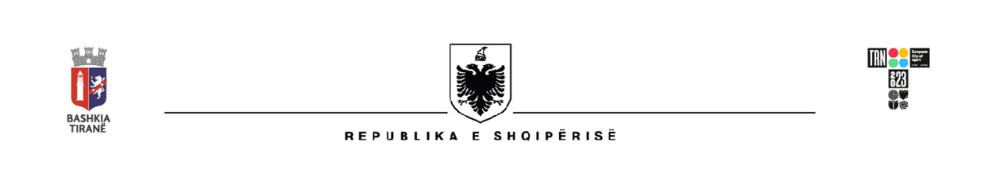 BASHKIA
TIRANË
REPUBLIKA E SHQIPËRISË
TRN
European
City of
Sport
2023